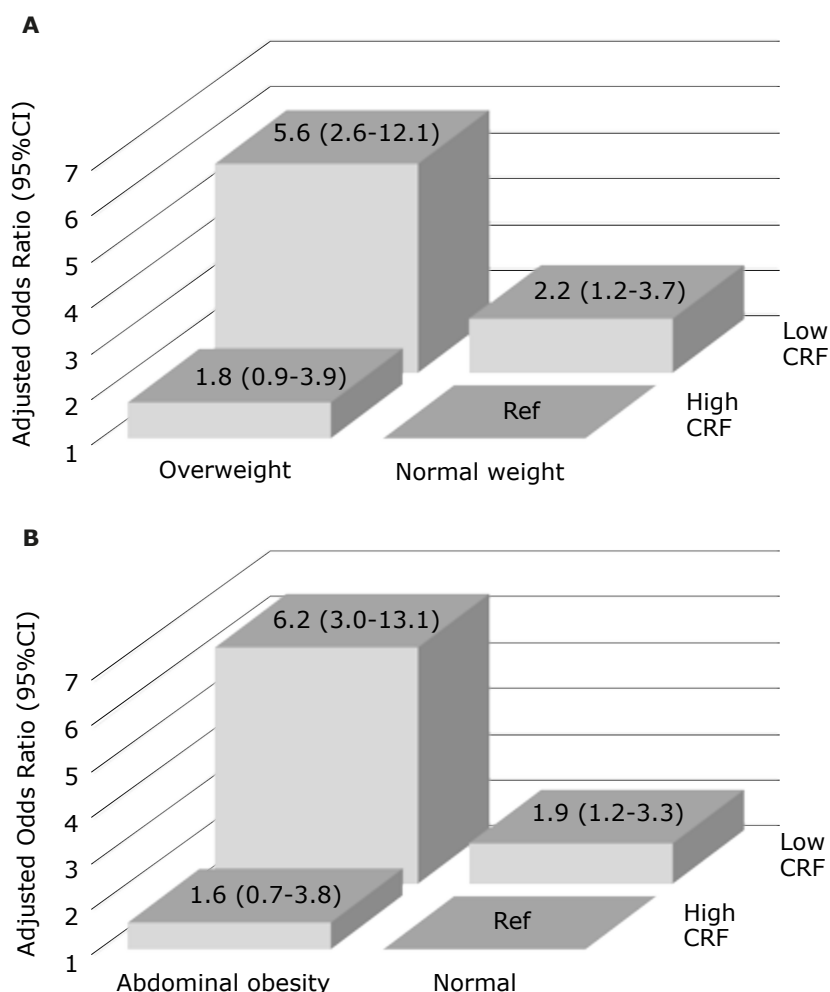 A
Adjusted Odds Ratio (95%CI)
7
6
5
4
3
2
1
5.6 (2.6-12.1)
2.2 (1.2-3.7)
1.8 (0.9-3.9)
Ref
Low
CRF
High
CRF
Overweight
Normal weight
B
Adjusted Odds Ratio (95%CI)
7
6
5
4
3
2
1
6.2 (3.0-13.1)
1.9 (1.2-3.3)
1.6 (0.7-3.8)
Ref
Low
CRF
High
CRF
Abdominal obesity
Normal